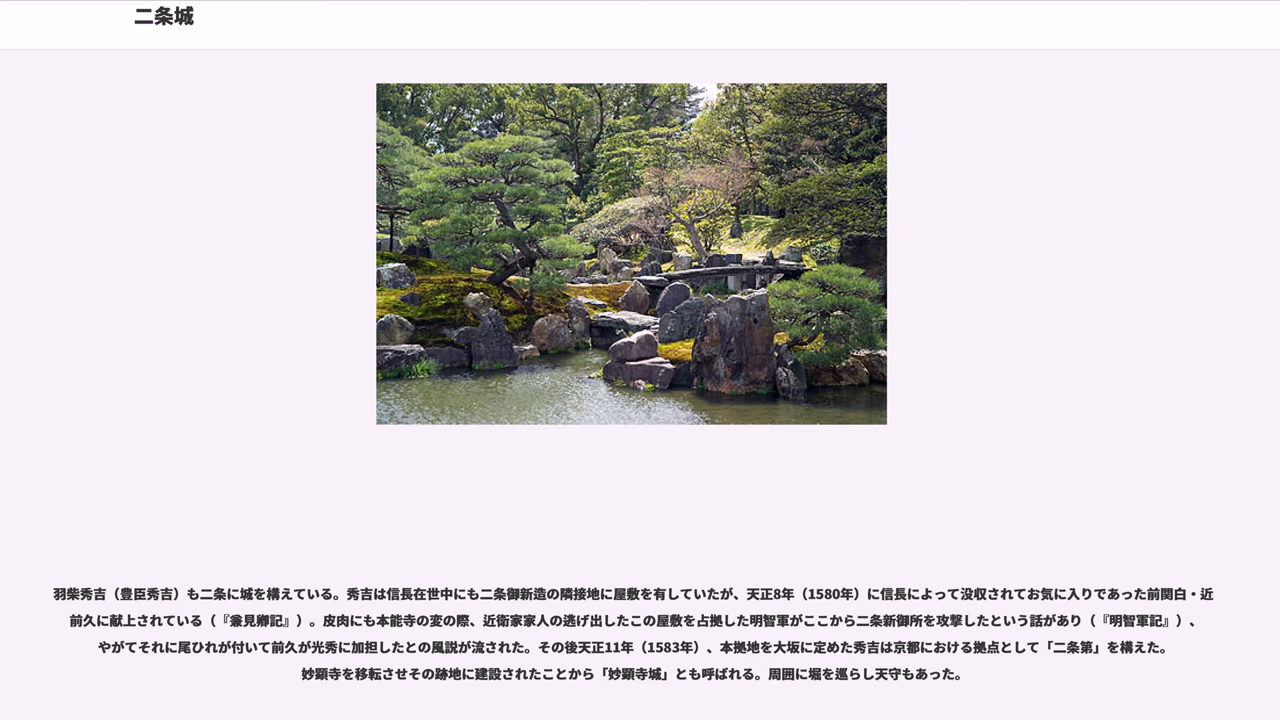 二条城
羽柴秀吉（豊臣秀吉）も二条に城を構えている。秀吉は信長在世中にも二条御新造の隣接地に屋敷を有していたが、天正8年（1580年）に信長によって没収されてお気に入りであった前関白・近
前久に献上されている（『兼見卿記』）。皮肉にも本能寺の変の際、近衛家家人の逃げ出したこの屋敷を占拠した明智軍がここから二条新御所を攻撃したという話があり（『明智軍記』）、
やがてそれに尾ひれが付いて前久が光秀に加担したとの風説が流された。その後天正11年（1583年）、本拠地を大坂に定めた秀吉は京都における拠点として「二条第」を構えた。
妙顕寺を移転させその跡地に建設されたことから「妙顕寺城」とも呼ばれる。周囲に堀を巡らし天守もあった。